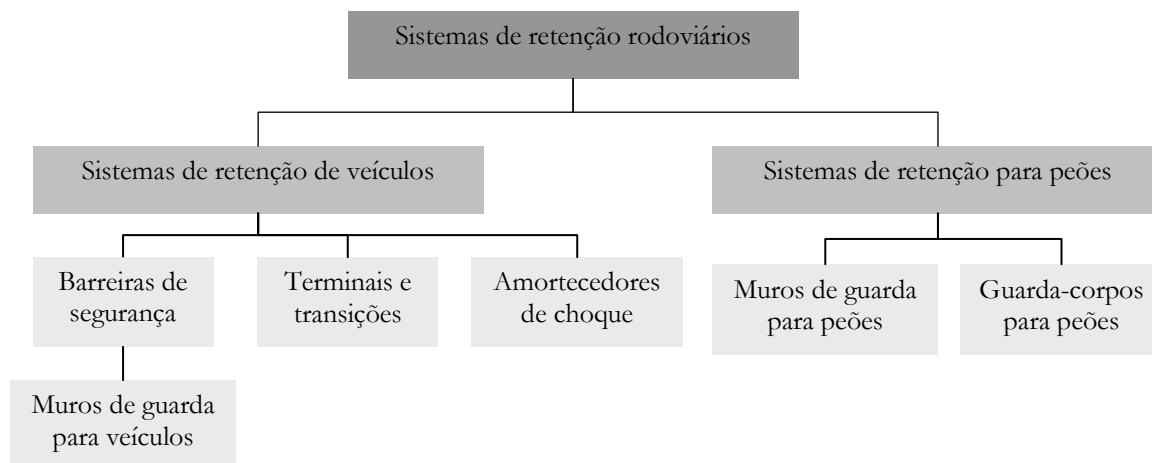 Sistemas de retenção rodoviários
Sistemas de retenção de veículos
Sistemas de retenção para peões
Barreiras de
segurança
Terminais e
transições
Amortecedores
de choque
Muros de guarda
para peões
Guarda-corpos
para peões
Muros de guarda
para veículos